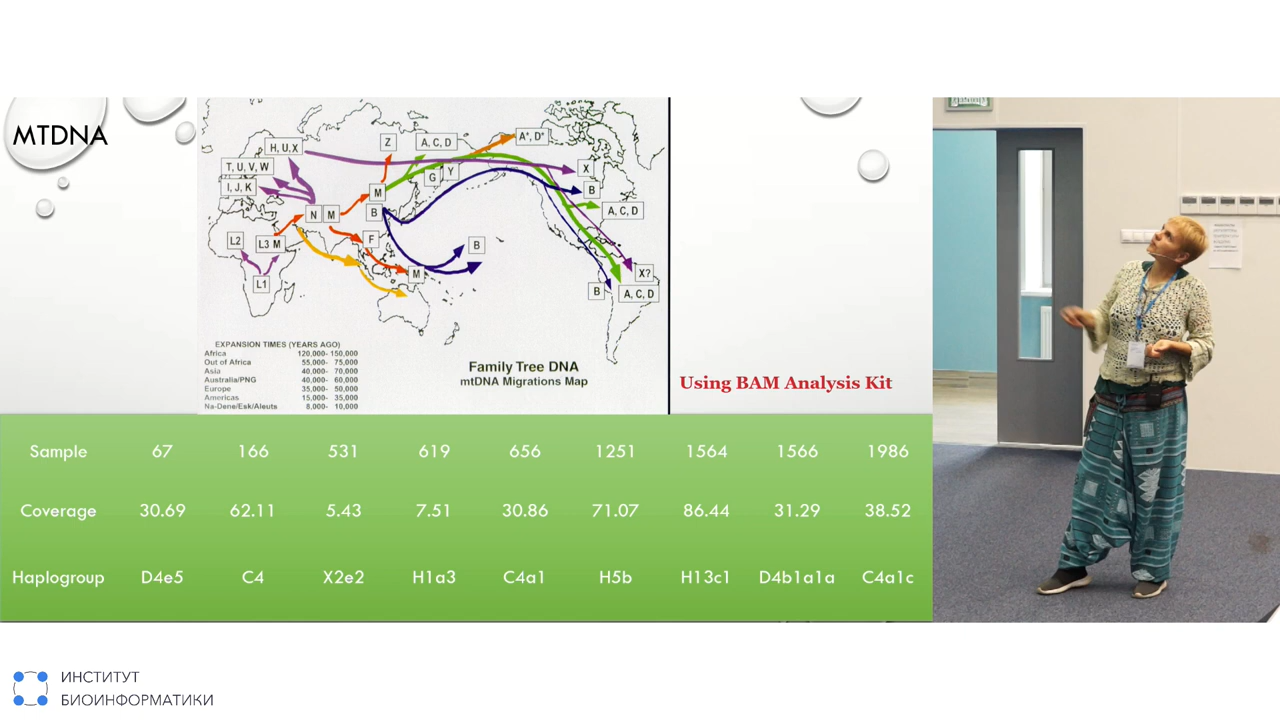 MTDNA
H, U,X
Z
A, C, D
A*, D*
T, U, V, W
G
Y
X
I, J, K
M
B
N
M
B
A, C, D
L2
L3 M
F
B
M
X?
L1
B
A, C, D
EXPANSION TIMES (YEARS AGO)
Africa 120,000- 150,000
Out of Africa 55,000- 75,000
Asia 40,000- 70,000
Australia/PNG 40,000- 60,000
Europe 35,000- 50,000
Americas 15,000- 35,000
Na-Dene/Esk/Aleuts 8,000- 10,000
Family Tree DNA
mtDNA Migrations Map
Using BAM Analysis Kit
Sample 67 166 531 619 656 1251 1564 1566 1986
Coverage 30.69 62.11 5.43 7.51 30.86 71.07 86.44 31.29 38.52
Haplogroup D4e5 C4 X2e2 H1a3 C4a1 H5b H13c1 D4b1a1a C4a1c
ИНСТИТУТ
БИОИНФОРМАТИКИ